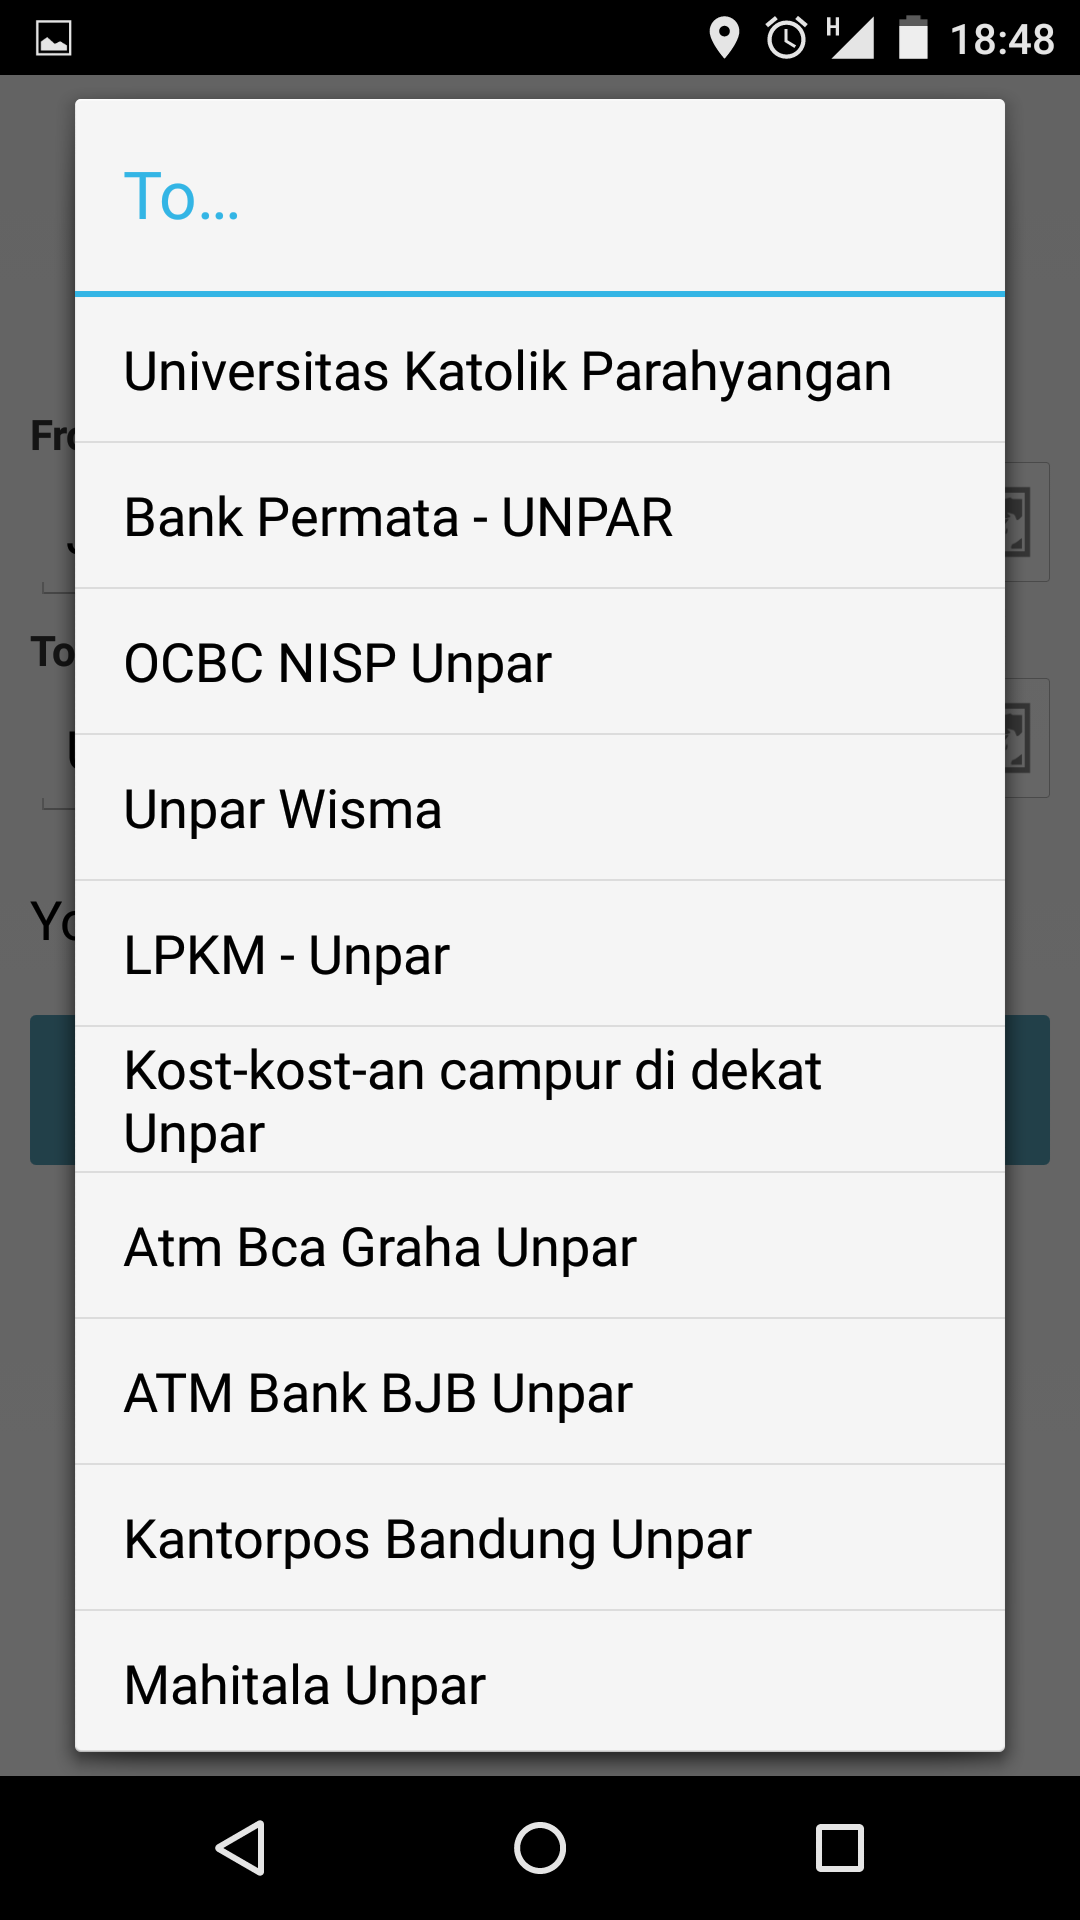 H 18:48
To...
Universitas Katolik Parahyangan
Bank Permata - UNPAR
OCBC NISP Unpar
Unpar Wisma
LPKM - Unpar
Kost-kost-an campur di dekat
Unpar
Atm Bca Graha Unpar
ATM Bank BJB Unpar
Kantorpos Bandung Unpar
Mahitala Unpar
To